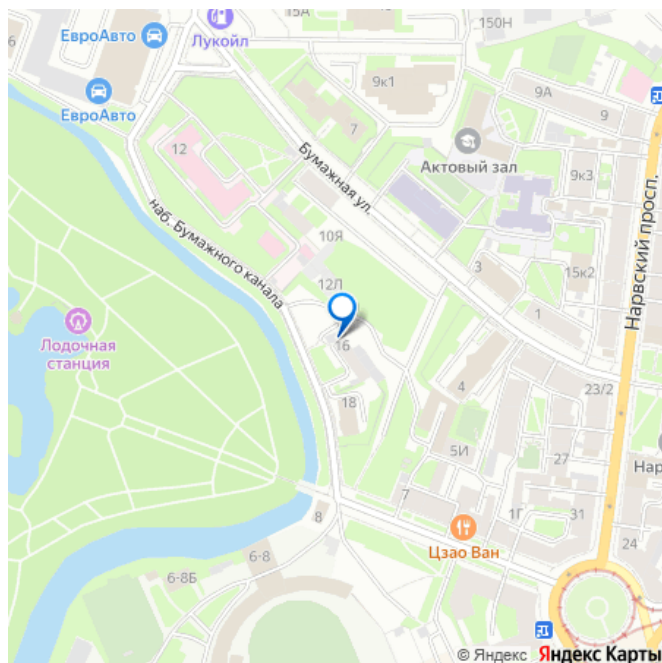 15А
Лукойл
150Н
ЕвроАвто
6
ЕвроАвто
9к1
9А
9
7
12
Актовый зал
9к3
Бумажная ул.
наб. Бумажного канала
10Я
Нарвский просп.
3
15к2
12Л
1
Лодочная
станция
16
4
23/2
18
5И
27
Нар
7
1Г
31
8
Цзао Ван
24
6-8
6-8Б
© Яндекс Яндекс Карты